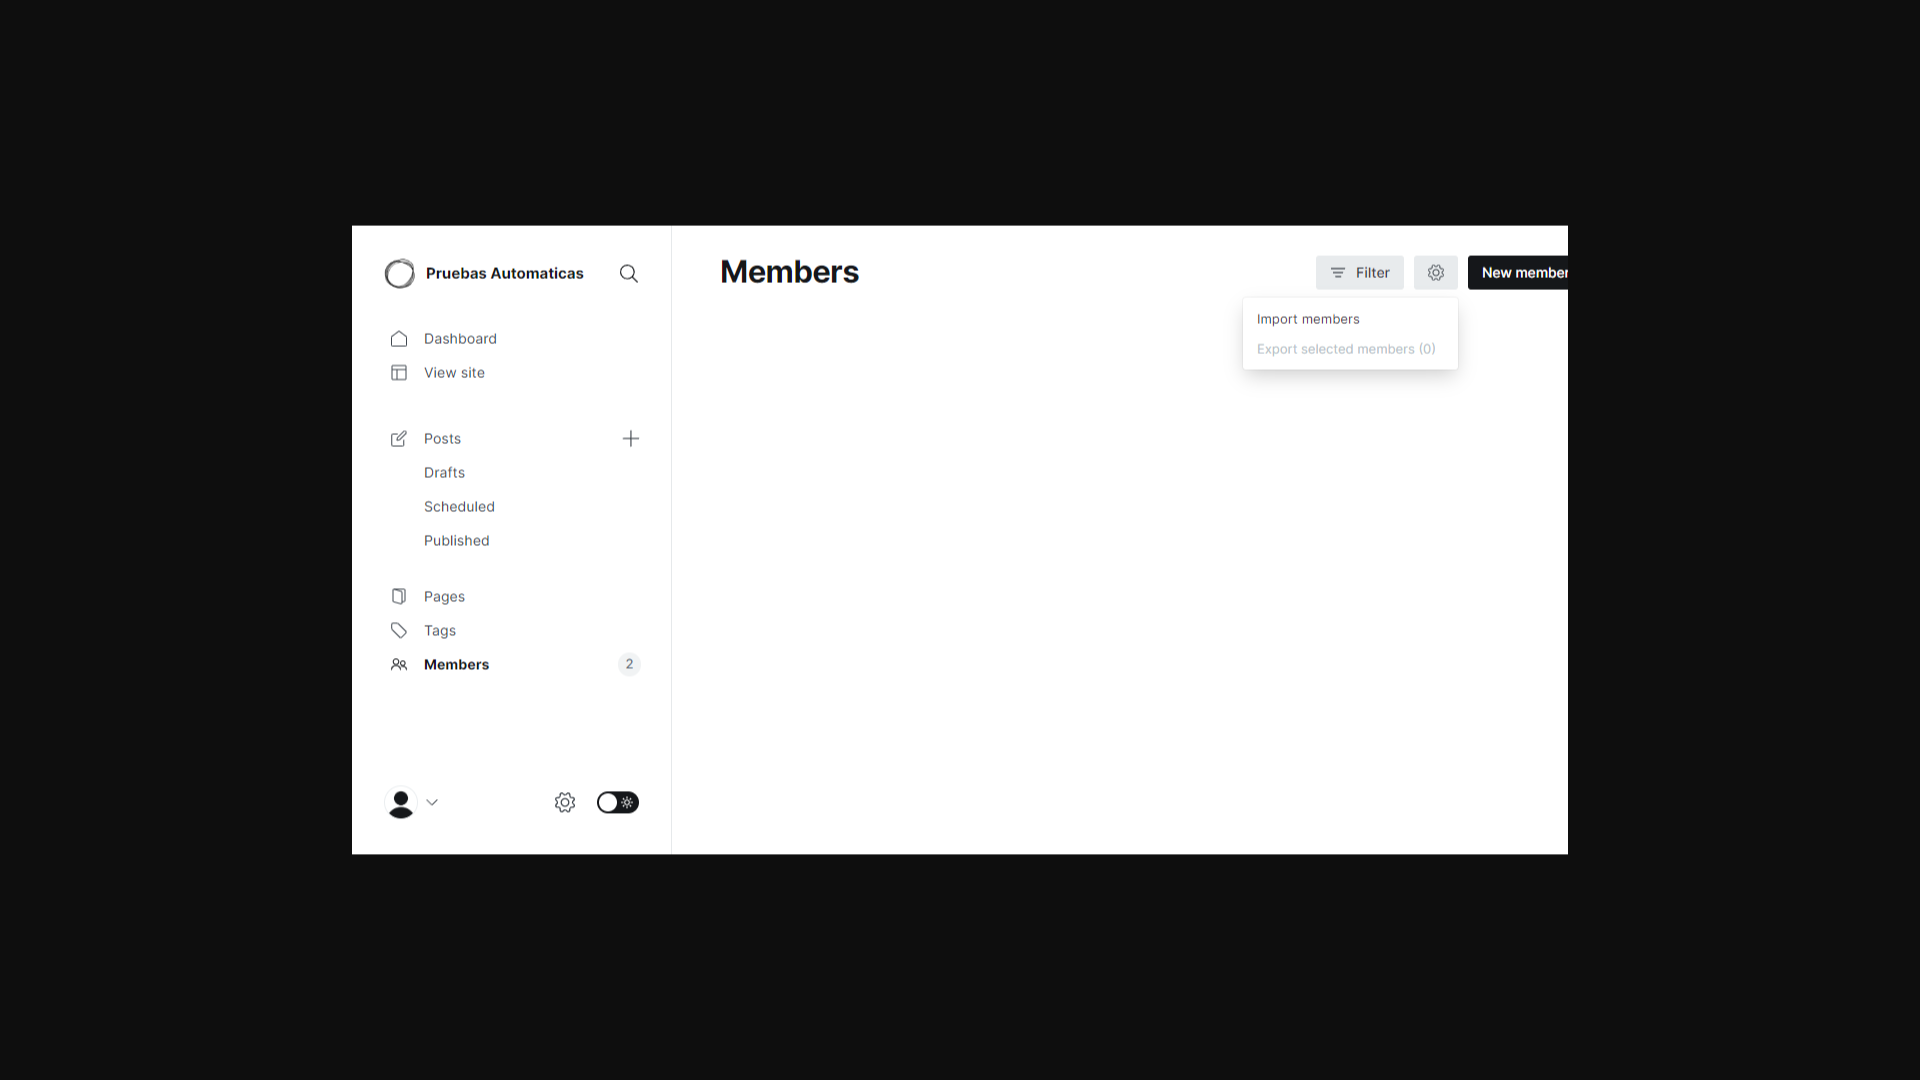 Pruebas Automaticas
Dashboard
View site
Posts
Drafts
Scheduled
Published
Pages
Tags
Members
2
Members
Filter
New member
Import members
Export selected members (0)